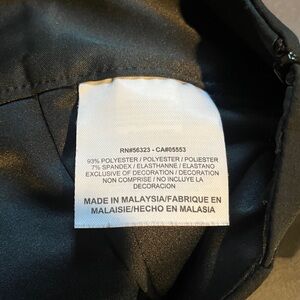 RN#56323 - CA#05553
93% POLYESTER / POLYESTER / POLIESTER
7% SPANDEX / ELASTHANNE / ELASTANO
EXCLUSIVE OF DECORATION / DECORATION
NON COMPRISE / NO INCLUYE LA
DECORACION
MADE IN MALAYSIA/FABRIQUE EN
MALAISIE/HECHO EN MALASIA